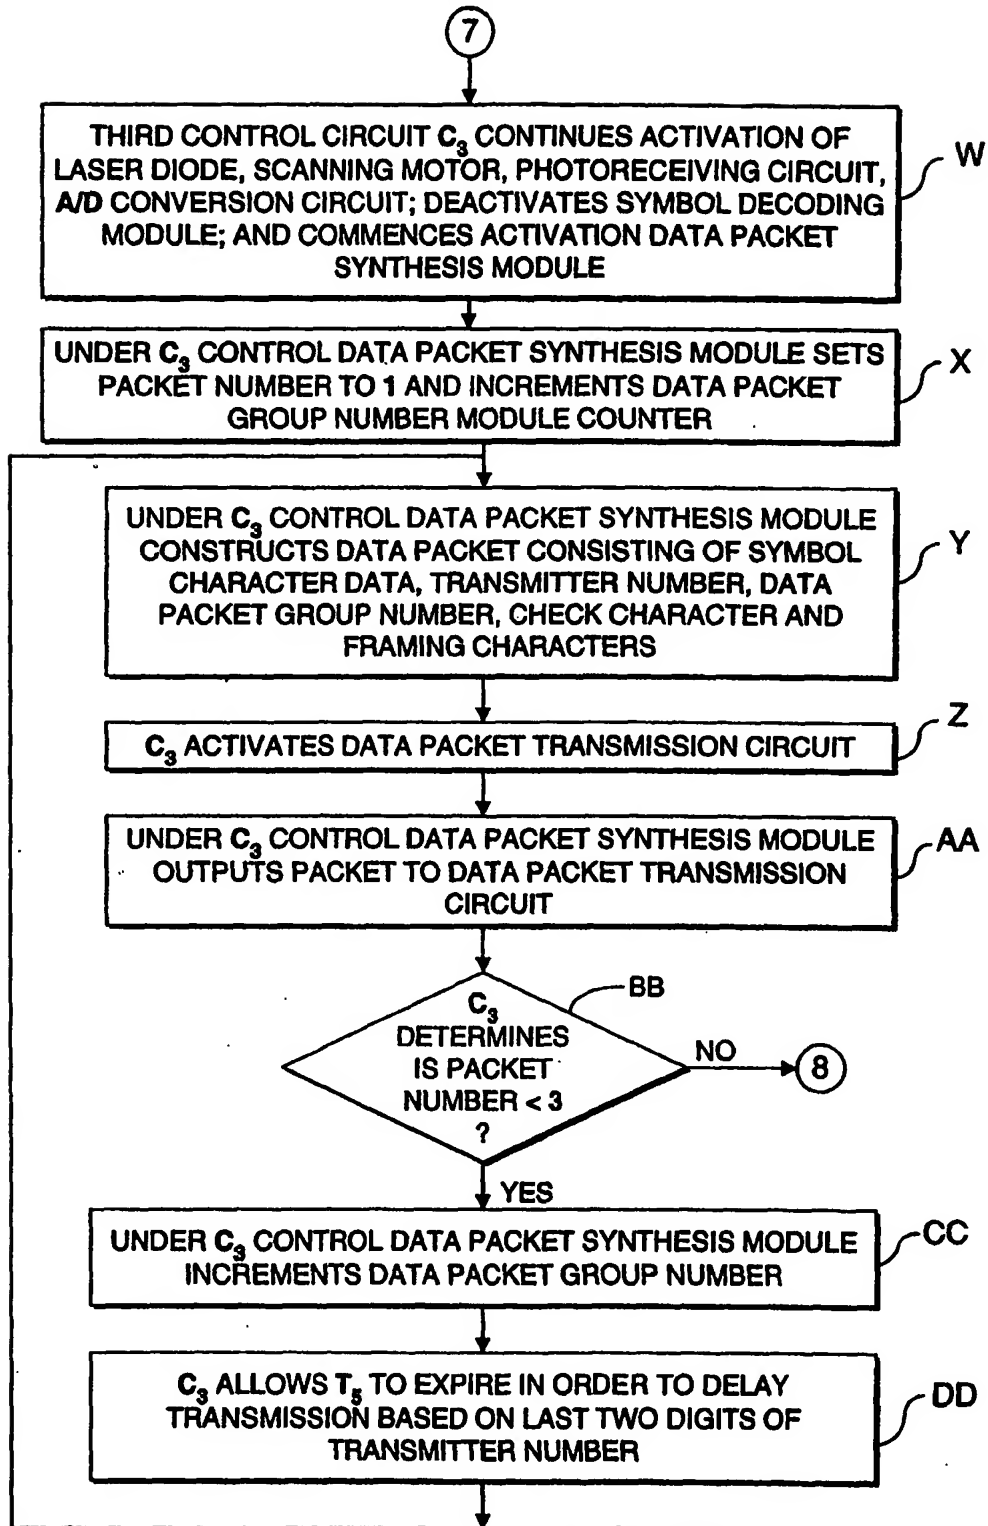 7
THIRD CONTROL CIRCUIT C3 CONTINUES ACTIVATION OF
LASER DIODE, SCANNING MOTOR, PHOTORECEIVING CIRCUIT,
A/D CONVERSION CIRCUIT; DEACTIVATES SYMBOL DECODING
MODULE; AND COMMENCES ACTIVATION DATA PACKET
SYNTHESIS MODULE
W
UNDER C3 CONTROL DATA PACKET SYNTHESIS MODULE SETS
PACKET NUMBER TO 1 AND INCREMENTS DATA PACKET
GROUP NUMBER MODULE COUNTER
X
UNDER C3 CONTROL DATA PACKET SYNTHESIS MODULE
CONSTRUCTS DATA PACKET CONSISTING OF SYMBOL
CHARACTER DATA, TRANSMITTER NUMBER, DATA
PACKET GROUP NUMBER, CHECK CHARACTER AND
FRAMING CHARACTERS
Y
C3 ACTIVATES DATA PACKET TRANSMISSION CIRCUIT
Z
UNDER C3 CONTROL DATA PACKET SYNTHESIS MODULE
OUTPUTS PACKET TO DATA PACKET TRANSMISSION
CIRCUIT
AA
C3
DETERMINES
IS PACKET
NUMBER < 3
?
BB
NO
8
YES
UNDER C3 CONTROL DATA PACKET SYNTHESIS MODULE
INCREMENTS DATA PACKET GROUP NUMBER
CC
C3 ALLOWS T5 TO EXPIRE IN ORDER TO DELAY
TRANSMISSION BASED ON LAST TWO DIGITS OF
TRANSMITTER NUMBER
DD